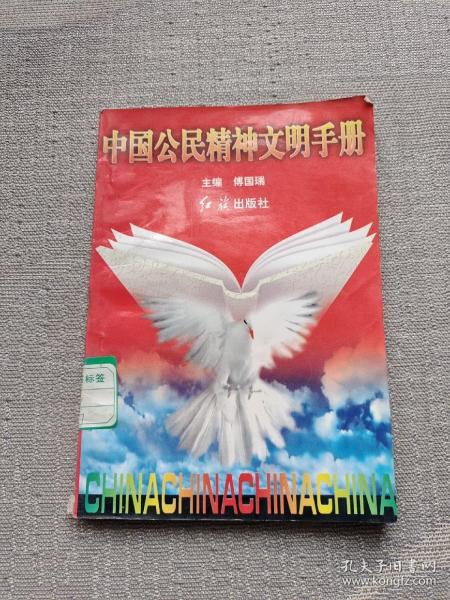 中国公民精神文明手册
主编 傅国瑞
红旗出版社
标签
CHINACHINACHINACHINA
孔夫子旧书网
www.kongfz.com